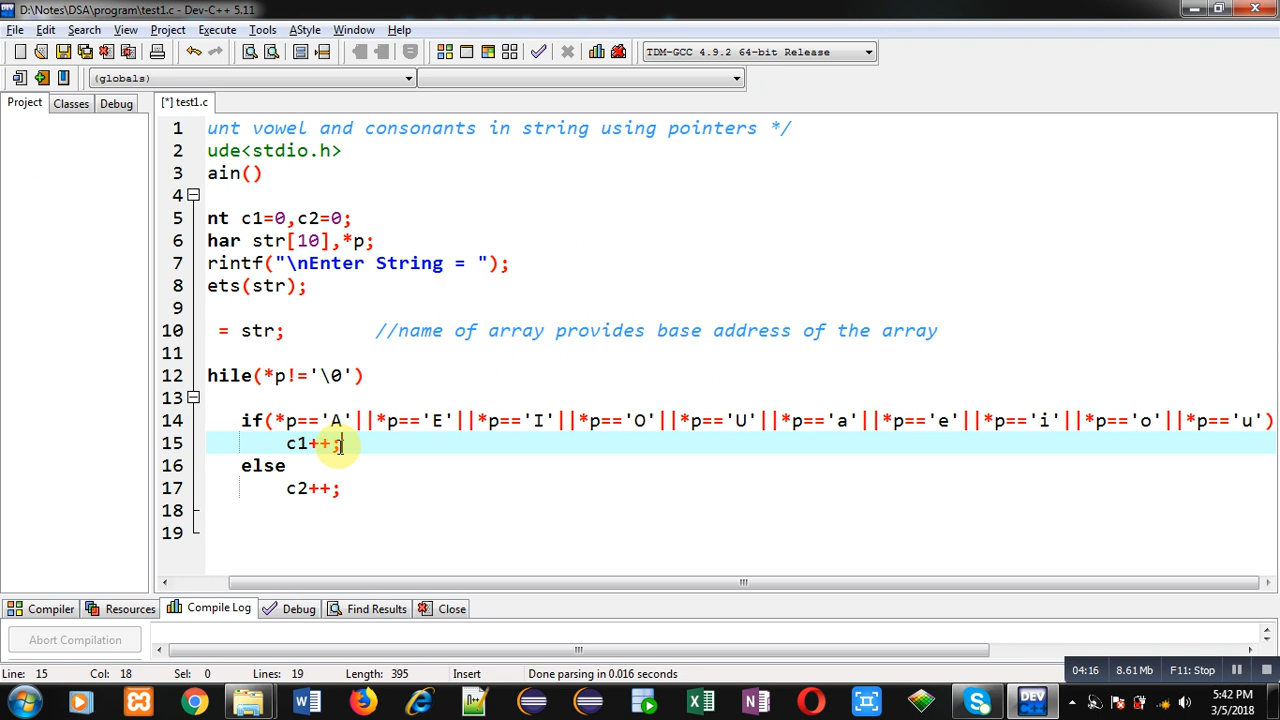 D:\Notes\DSA\program\test1.c - Dev-C++ 5.11
File Edit Search View Project Execute Tools AStyle Window Help
TDM-GCC 4.9.2 64-bit Release
(globals)
Project Classes Debug [*] test1.c
1 unt vowel and consonants in string using pointers */
2 ude<stdio.h>
3 ain()
4
5 nt c1=0,c2=0;
6 har str[10],*p;
7 rintf("\nEnter String = ");
8 ets(str);
9
10 = str; //name of array provides base address of the array
11
12 hile(*p!='\0')
13
14 if(*p=='A'||*p=='E'||*p=='I'||*p=='O'||*p=='U'||*p=='a'||*p=='e'||*p=='i'||*p=='o'||*p=='u')
15 c1++;
16 else
17 c2++;
18
19
Compiler Resources Compile Log Debug Find Results Close
Abort Compilation
Line: 15 Col: 18 Sel: 0 Lines: 19 Length: 395 Insert Done parsing in 0.016 seconds
04:16 8.61 Mb F11: Stop
5:42 PM
3/5/2018